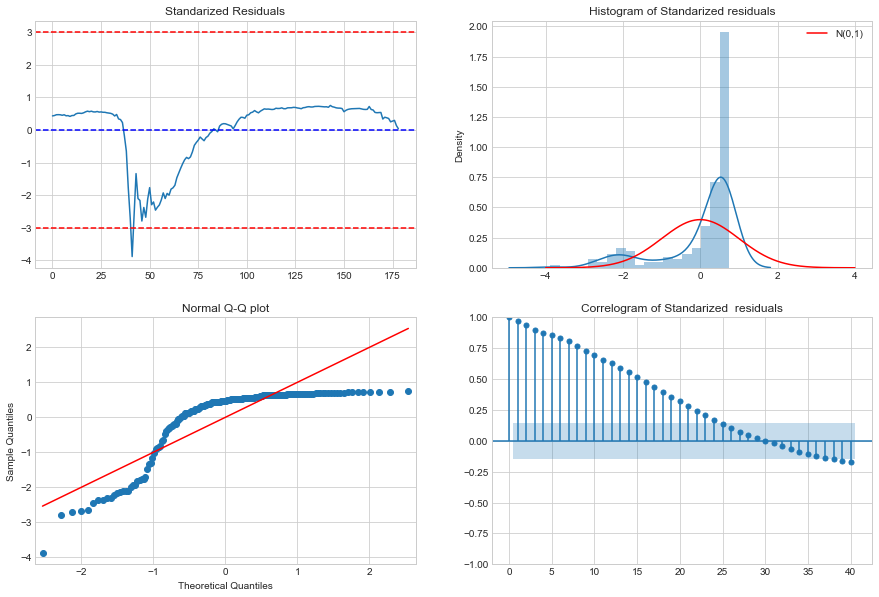 Standarized Residuals
3
2
1
0
−1
−2
−3
−4
0 25 50 75 100 125 150 175
Histogram of Standarized residuals
N(0,1)
Density
2.00
1.75
1.50
1.25
1.00
0.75
0.50
0.25
0.00
−4 −2 0 2 4
Normal Q-Q plot
Sample Quantiles
2
1
0
−1
−2
−3
−4
−2 −1 0 1 2
Theoretical Quantiles
Correlogram of Standarized  residuals
1.00
0.75
0.50
0.25
0.00
−0.25
−0.50
−0.75
−1.00
0 5 10 15 20 25 30 35 40